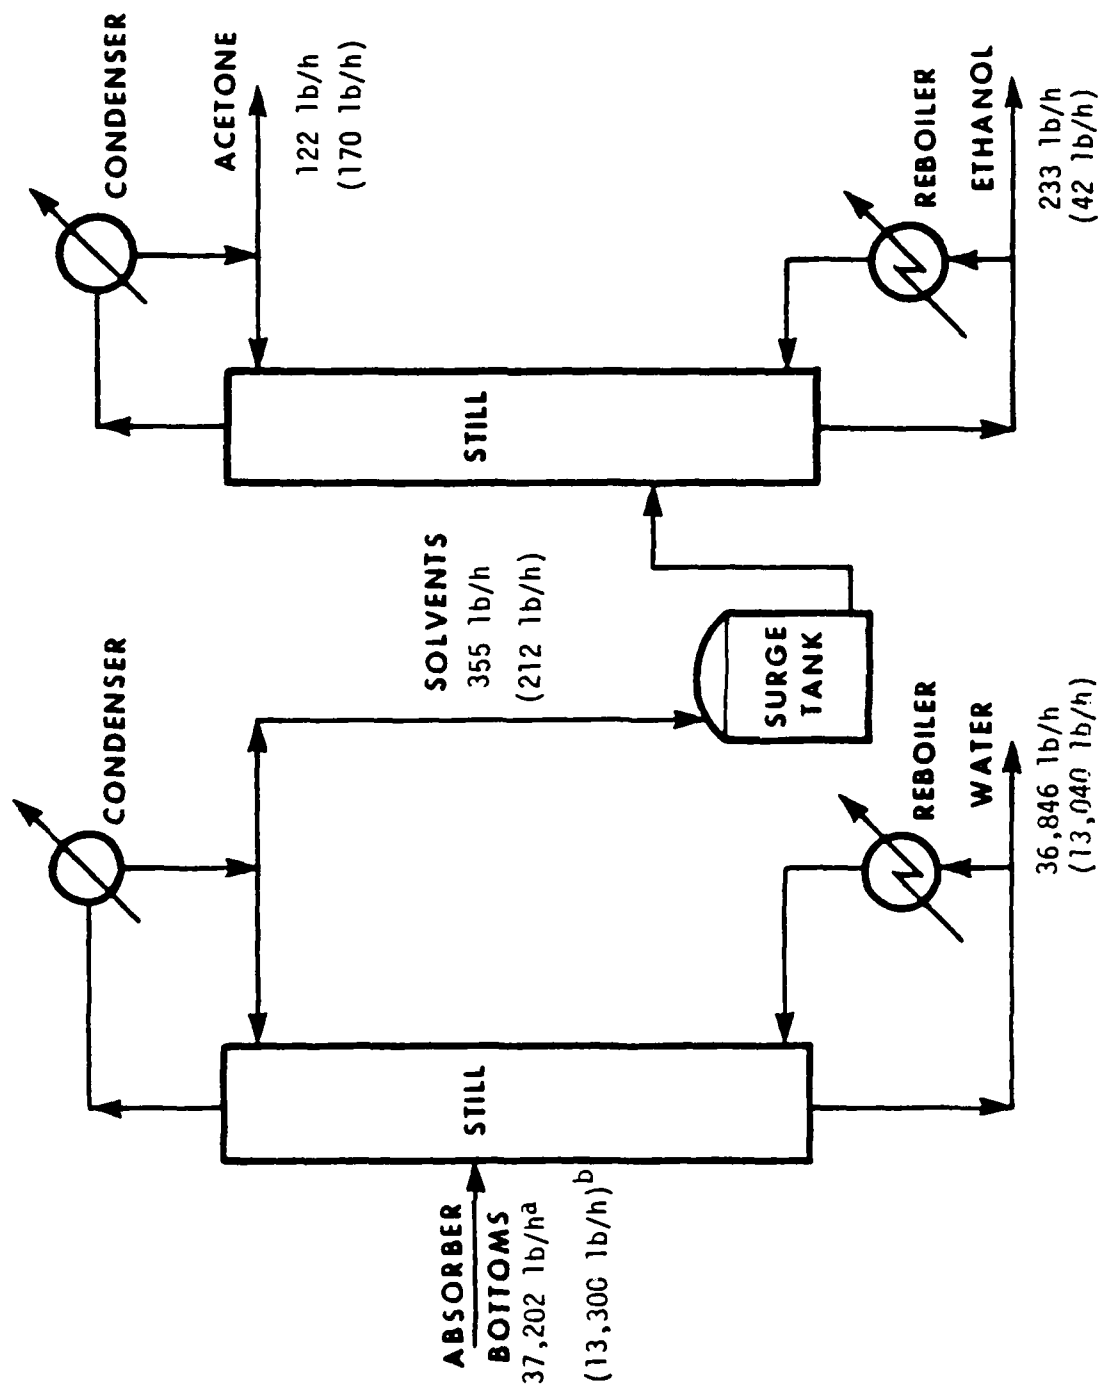 CONDENSER
CONDENSER
ACETONE
122 lb/h
(170 lb/h)
SOLVENTS
355 lb/h
(212 lb/h)
ABSORBER
BOTTOMS
37,202 lb/hᵃ
(13,300 lb/h)ᵇ
STILL
STILL
SURGE
TANK
REBOILER
WATER
36,846 lb/h
(13,040 lb/h)
REBOILER
ETHANOL
233 lb/h
(42 lb/h)